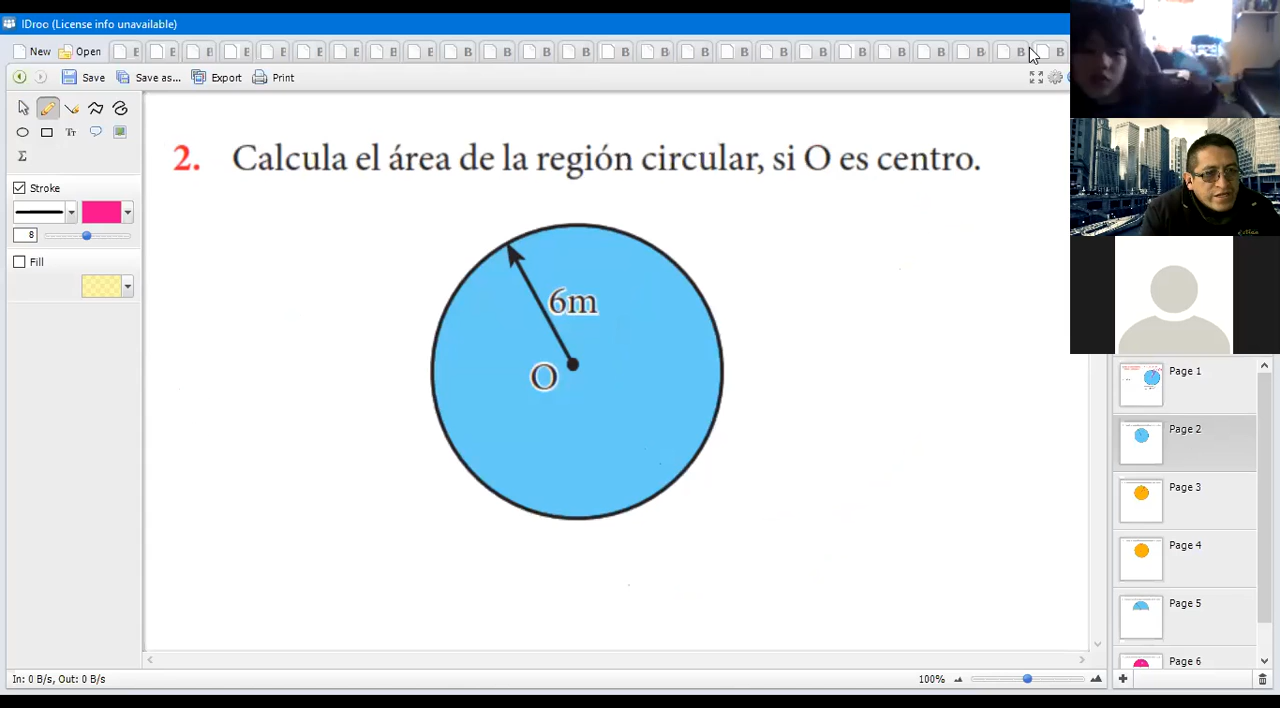 IDroo (License info unavailable)
New Open E E E E E E E E B B B B B B B B B B B B B B B B
Save Save as... Export Print
Tт
Σ
Stroke
8
Fill
2. Calcula el área de la región circular, si O es centro.
6m
O
Page 1
Page 2
Page 3
Page 4
Page 5
Page 6
In: 0 B/s, Out: 0 B/s 100%